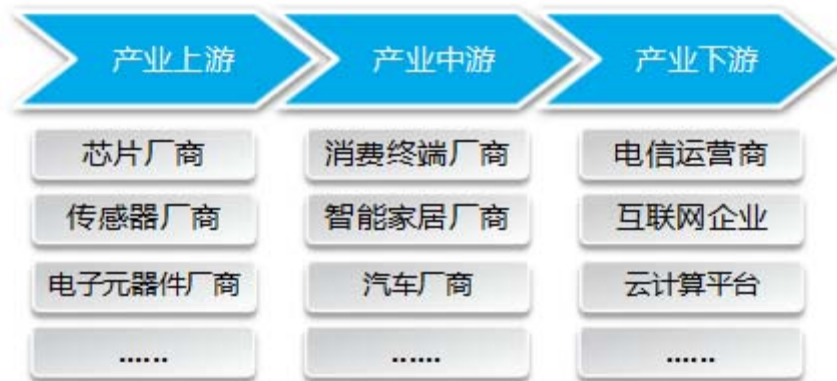 产业上游 产业中游 产业下游
芯片厂商 消费终端厂商 电信运营商
传感器厂商 智能家居厂商 互联网企业
电子元器件厂商 汽车厂商 云计算平台
...... ...... ......